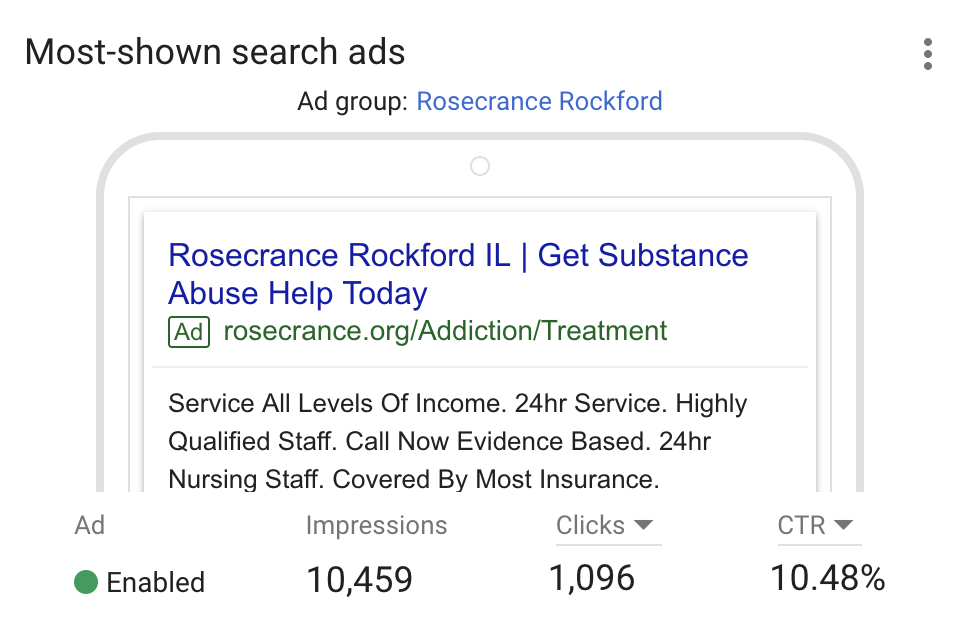 Most-shown search ads
Ad group: Rosecrance Rockford
Rosecrance Rockford IL | Get Substance
Abuse Help Today
Ad rosecrance.org/Addiction/Treatment
Service All Levels Of Income. 24hr Service. Highly
Qualified Staff. Call Now Evidence Based. 24hr
Nursing Staff. Covered By Most Insurance.
Ad Impressions Clicks CTR
Enabled 10,459 1,096 10.48%